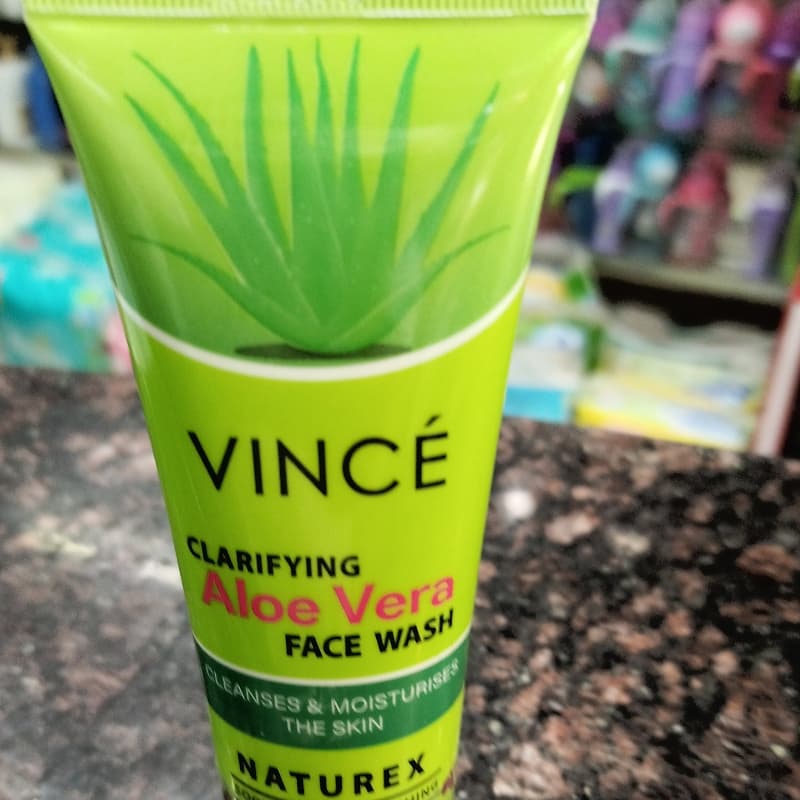 VINCÉ
CLARIFYING
Aloe Vera
FACE WASH
CLEANSES & MOISTURISES
THE SKIN
NATUREX